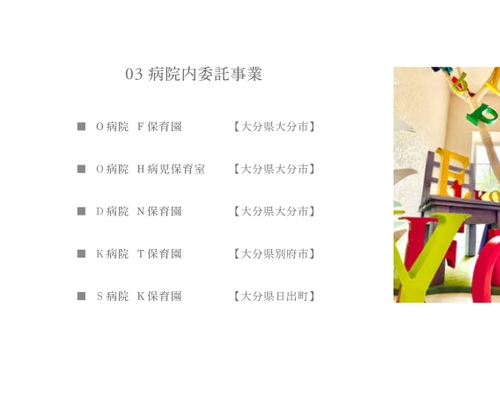 03 病院内委託事業
■ O病院 F保育園 【大分県大分市】
■ O病院 H病児保育室 【大分県大分市】
■ D病院 N保育園 【大分県大分市】
■ K病院 T保育園 【大分県別府市】
■ S病院 K保育園 【大分県日出町】